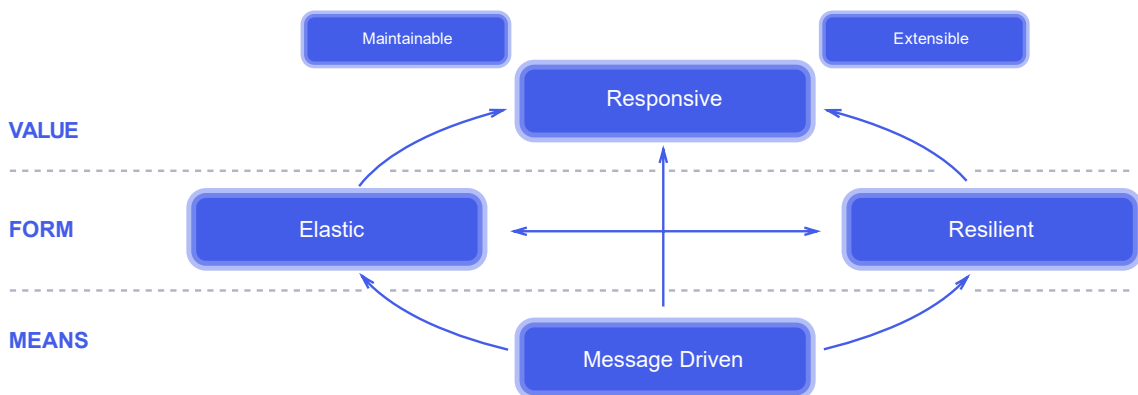 Maintainable
Extensible
Responsive
VALUE
FORM
Elastic
Resilient
MEANS
Message Driven